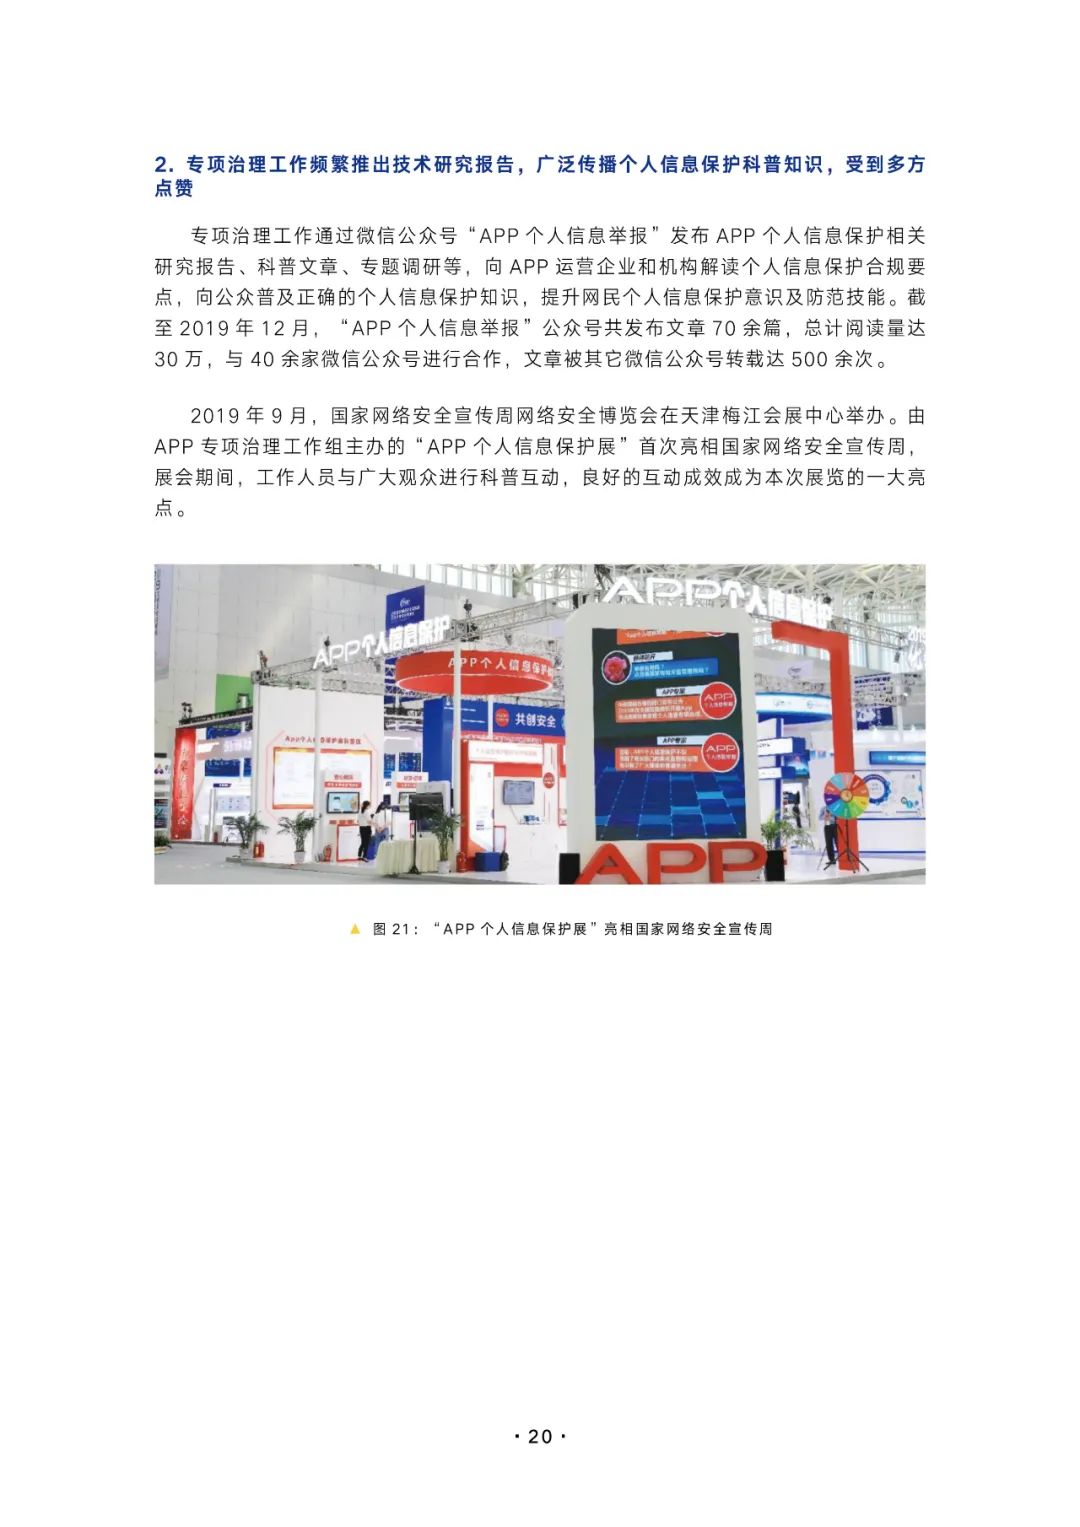 2. 专项治理工作频繁推出技术研究报告，广泛传播个人信息保护科普知识，受到多方
点赞
专项治理工作通过微信公众号“APP 个人信息举报”发布 APP 个人信息保护相关
研究报告、科普文章、专题调研等，向 APP 运营企业和机构解读个人信息保护合规要
点，向公众普及正确的个人信息保护知识，提升网民个人信息保护意识及防范技能。截
至 2019 年 12 月，“APP 个人信息举报”公众号共发布文章 70 余篇，总计阅读量达
30 万，与 40 余家微信公众号进行合作，文章被其它微信公众号转载达 500 余次。
2019 年 9 月，国家网络安全宣传周网络安全博览会在天津梅江会展中心举办。由
APP 专项治理工作组主办的“APP 个人信息保护展”首次亮相国家网络安全宣传周，
展会期间，工作人员与广大观众进行科普互动，良好的互动成效成为本次展览的一大亮
点。
APP个人信息保护
APP个人信息保护
APP个人信息保护
共创安全
APP专家
APP
APP专家
APP
APP
▲ 图 21：“APP 个人信息保护展”亮相国家网络安全宣传周
· 20 ·